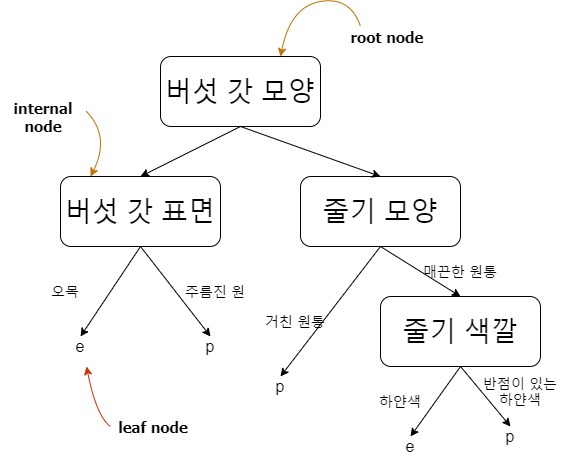 root node
버섯 갓 모양
internal
node
버섯 갓 표면
줄기 모양
오목
주름진 원
거친 원통
매끈한 원통
e
p
p
줄기 색깔
하얀색
반점이 있는
하얀색
leaf node
e
p